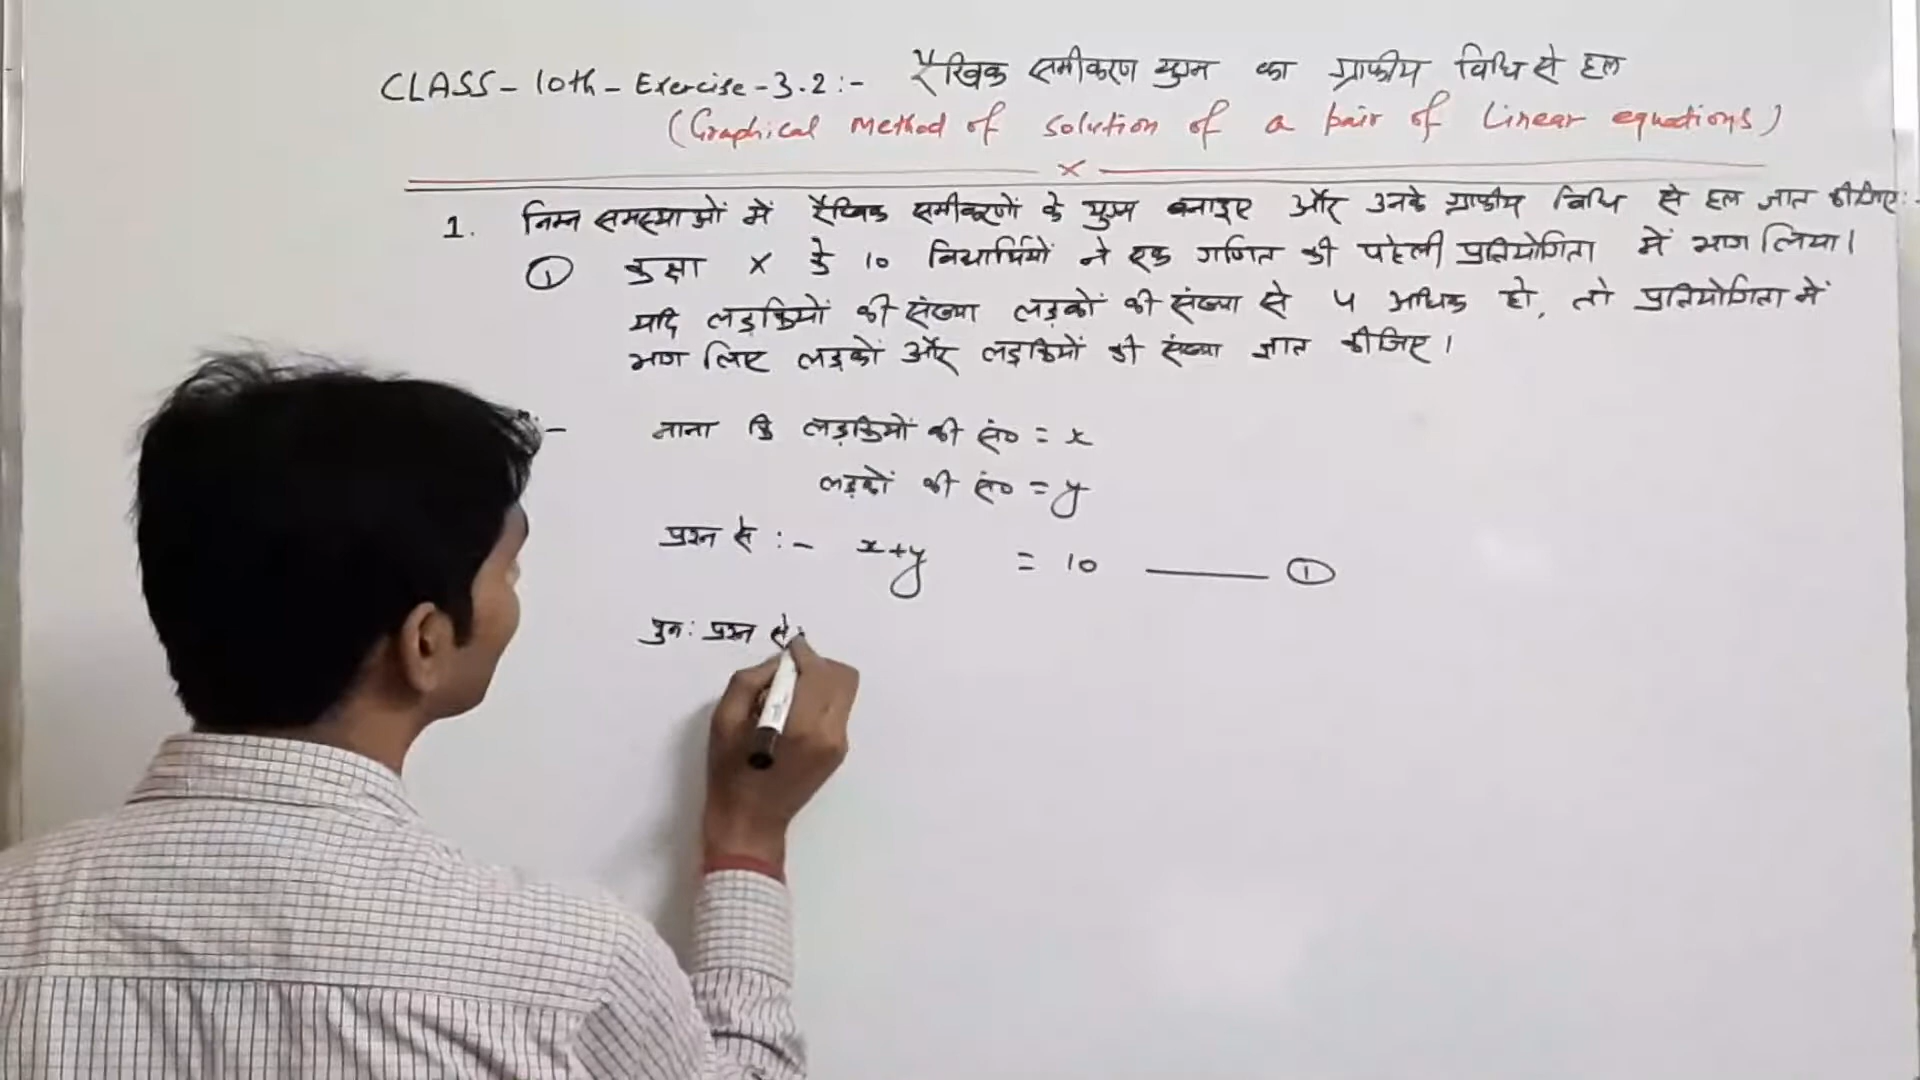 CLASS - 10th - Exercise - 3.2 :- रैखिक समीकरण युग्म का ग्राफीय विधि से हल
(Graphical Method of solution of a pair of Linear equations)
1. निम्न समस्याओं में रैखिक समीकरणों के युग्म बनाइए और उनके ग्राफीय विधि से हल ज्ञात कीजिए:-
① कक्षा X के 10 विद्यार्थियों ने एक गणित की पहेली प्रतियोगिता में भाग लिया।
यदि लड़कियों की संख्या लड़कों की संख्या से 4 अधिक हो, तो प्रतियोगिता में
भाग लिए लड़कों और लड़कियों की संख्या ज्ञात कीजिए।
:- माना कि लड़कियों की सं० = x
लड़कों की सं० = y
प्रश्न से :- x+y = 10 ——— ①
पुनः प्रश्न से